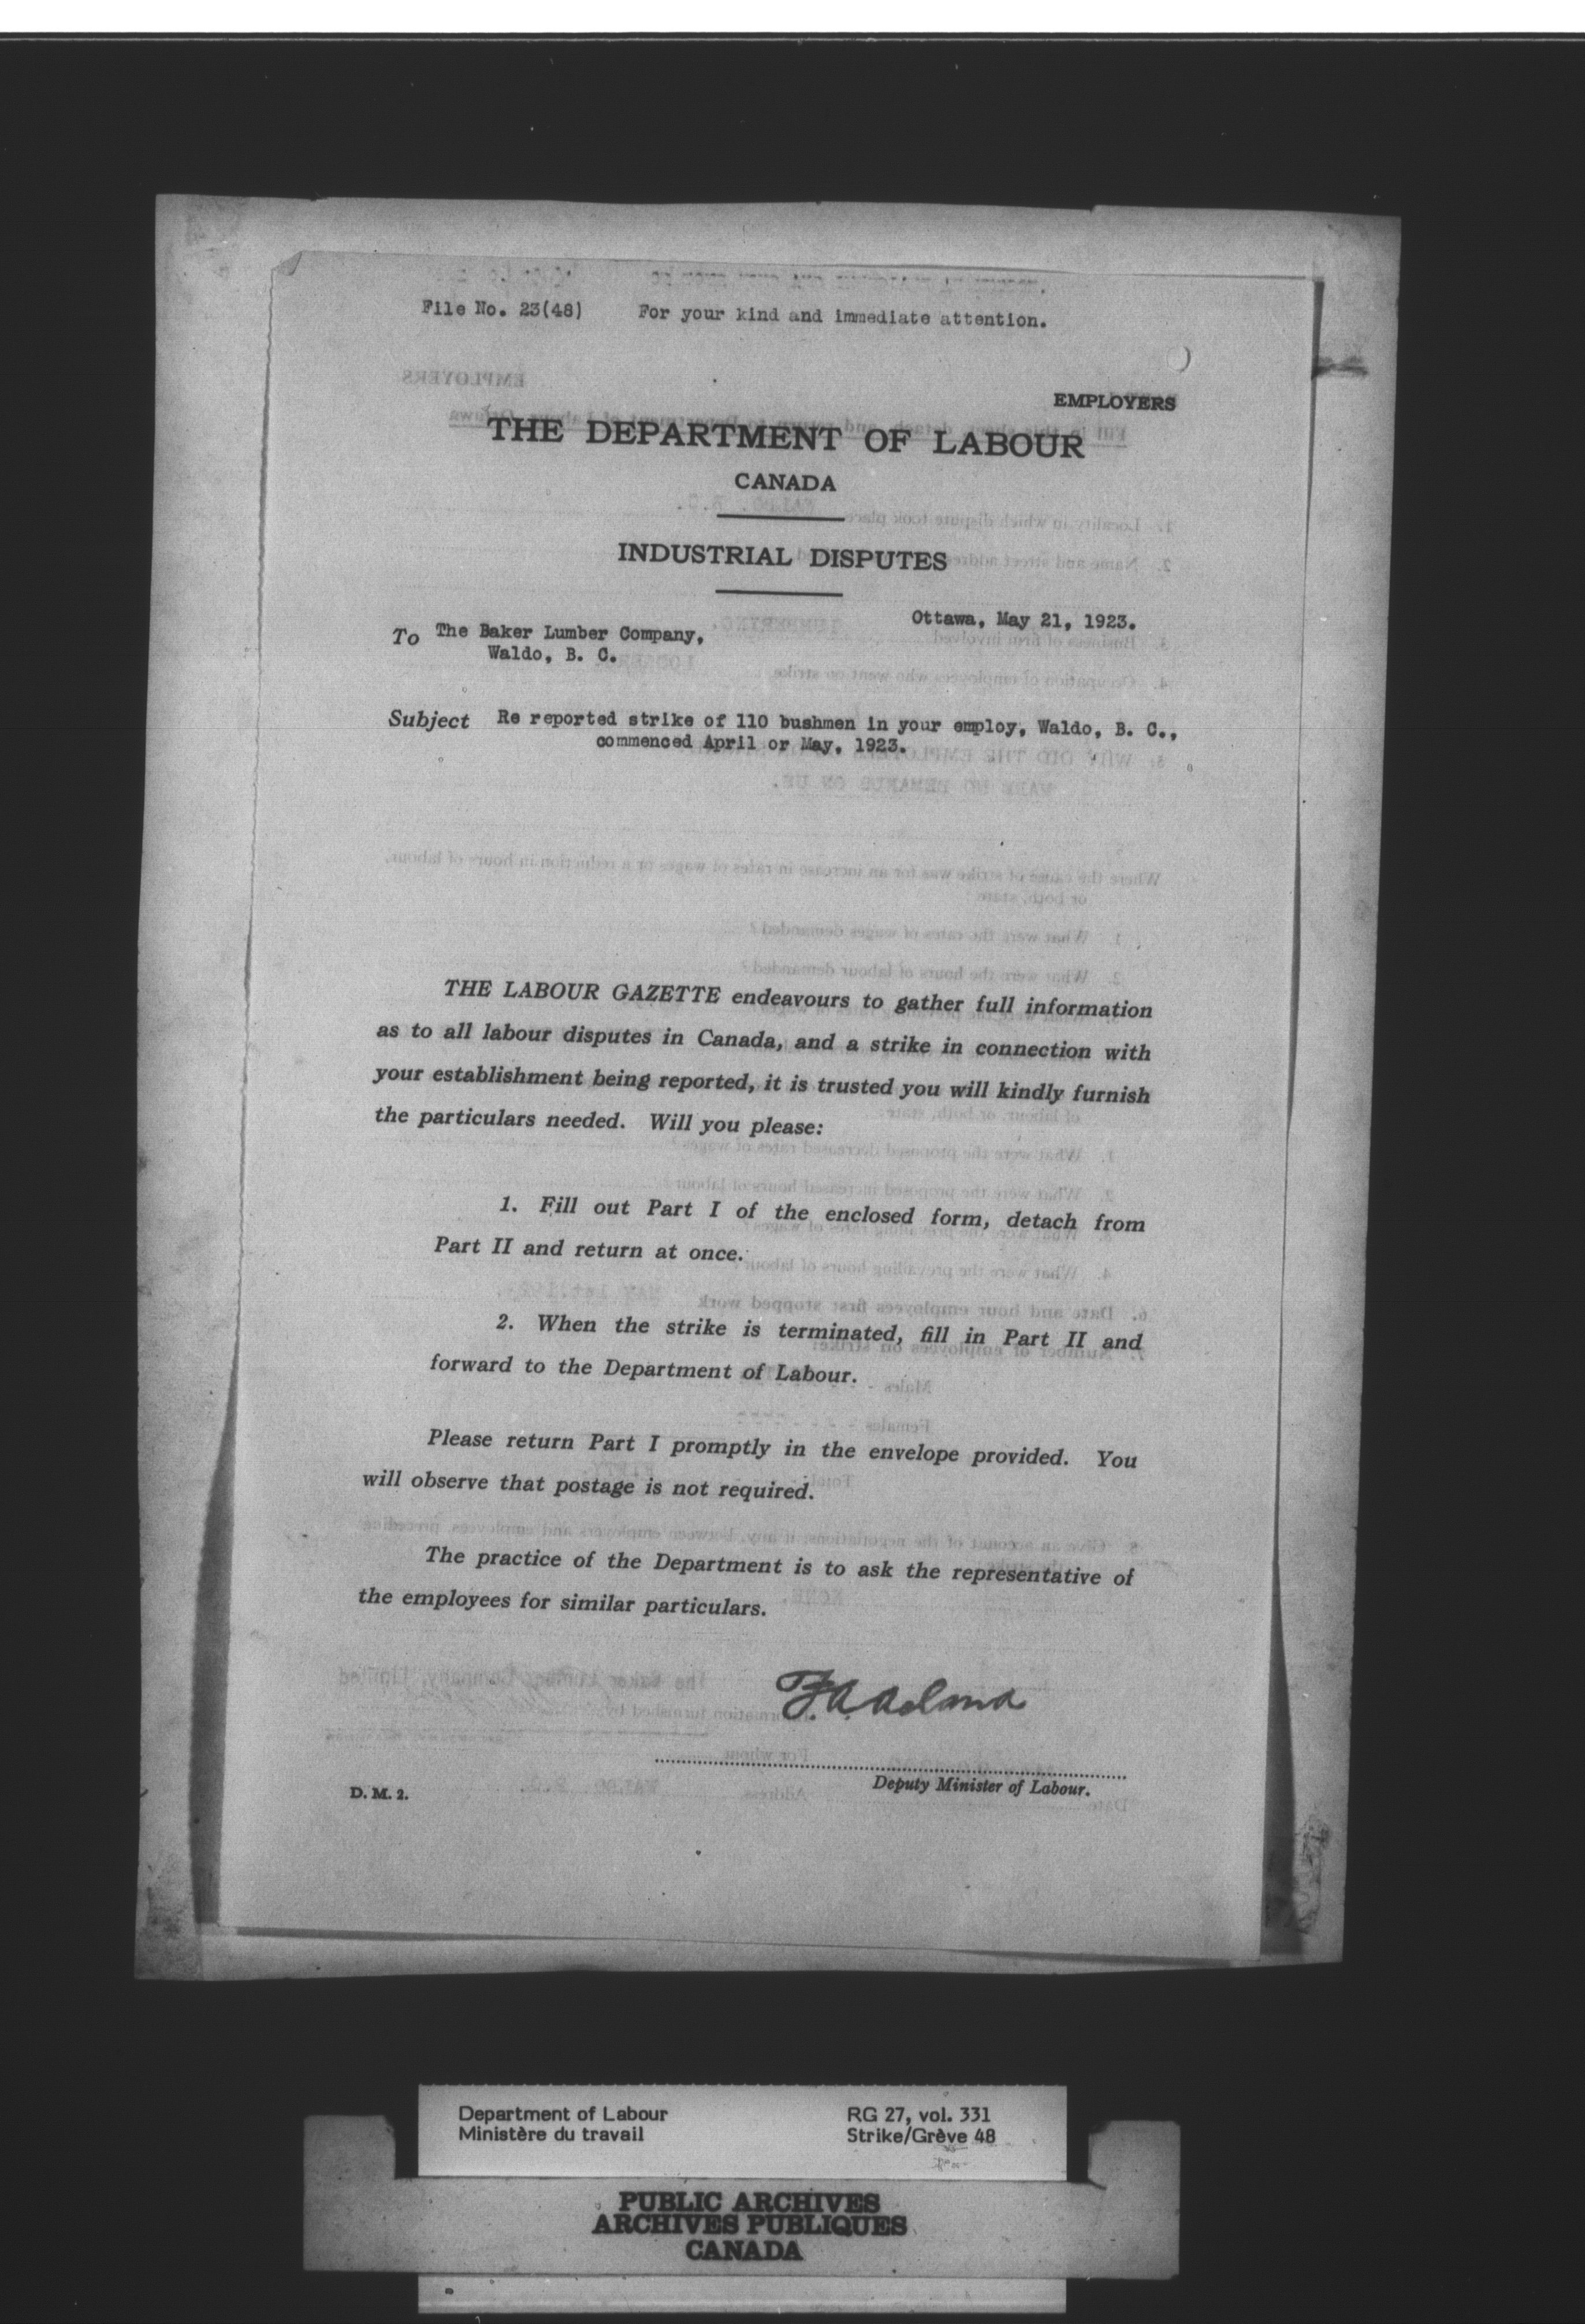 File No. 23(48) For your kind and immediate attention.
EMPLOYERS
THE DEPARTMENT OF LABOUR
CANADA
INDUSTRIAL DISPUTES
Ottawa, May 21, 1923.
To The Baker Lumber Company,
Waldo, B. C.
Subject Re reported strike of 110 bushmen in your employ, Waldo, B. C.,
commenced April or May, 1923.
THE LABOUR GAZETTE endeavours to gather full information
as to all labour disputes in Canada, and a strike in connection with
your establishment being reported, it is trusted you will kindly furnish
the particulars needed. Will you please:
1. Fill out Part I of the enclosed form, detach from
Part II and return at once.
2. When the strike is terminated, fill in Part II and
forward to the Department of Labour.
Please return Part I promptly in the envelope provided. You
will observe that postage is not required.
The practice of the Department is to ask the representative of
the employees for similar particulars.
F. A. Acland
Deputy Minister of Labour.
D. M. 2.
Department of Labour RG 27, vol. 331
Ministère du travail Strike/Grève 48
PUBLIC ARCHIVES
ARCHIVES PUBLIQUES
CANADA